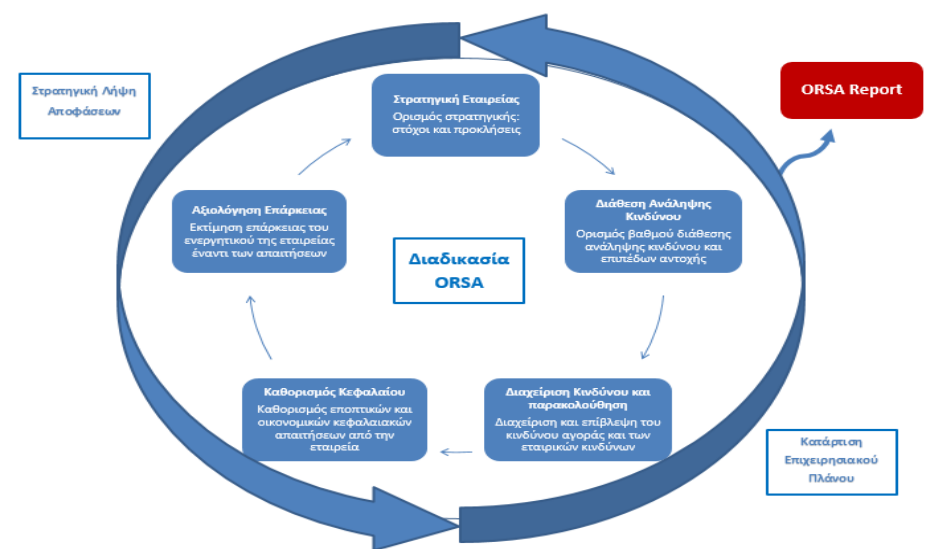 Στρατηγική Λήψη
Αποφάσεων
ORSA Report
Στρατηγική Εταιρείας
Ορισμός στρατηγικής:
στόχοι και προκλήσεις
Αξιολόγηση Επάρκειας
Εκτίμηση επάρκειας του
ενεργητικού της εταιρείας
έναντι των απαιτήσεων
Διάθεση Ανάληψης
Κινδύνου
Ορισμός βαθμού διάθεσης
ανάληψης κινδύνου και
επιπέδων αντοχής
Διαδικασία
ORSA
Καθορισμός Κεφαλαίου
Καθορισμός εποπτικών και
οικονομικών κεφαλαιακών
απαιτήσεων από την
εταιρεία
Διαχείριση Κινδύνου και
παρακολούθηση
Διαχείριση και επίβλεψη του
κινδύνου αγοράς και των
εταιρικών κινδύνων
Κατάρτιση
Επιχειρησιακού
Πλάνου